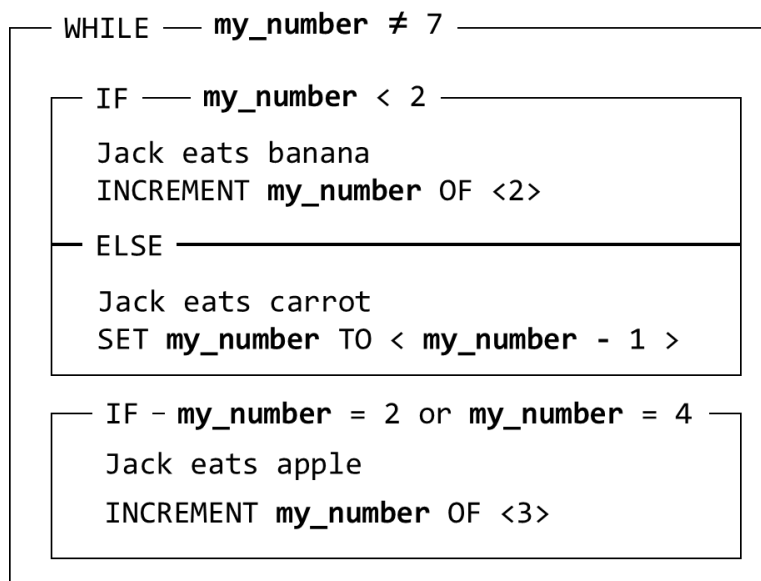 WHILE my_number ≠ 7
IF my_number < 2
Jack eats banana
INCREMENT my_number OF <2>
ELSE
Jack eats carrot
SET my_number TO < my_number - 1 >
IF my_number = 2 or my_number = 4
Jack eats apple
INCREMENT my_number OF <3>